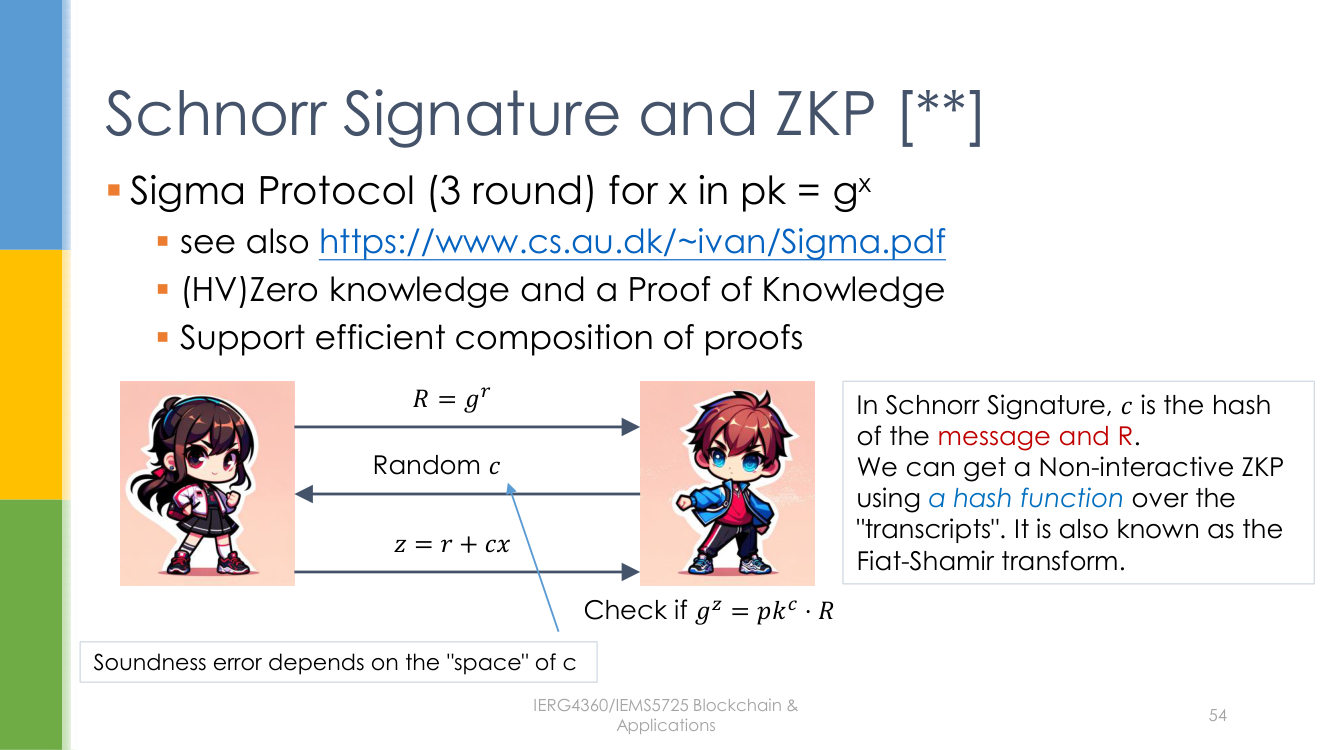 Schnorr Signature and ZKP [**]
Sigma Protocol (3 round) for x in pk = gˣ
see also https://www.cs.au.dk/~ivan/Sigma.pdf
(HV)Zero knowledge and a Proof of Knowledge
Support efficient composition of proofs
R = gʳ
Random c
z = r + cx
Check if gᶻ = pkᶜ · R
In Schnorr Signature, c is the hash
of the message and R.
We can get a Non-interactive ZKP
using a hash function over the
"transcripts". It is also known as the
Fiat-Shamir transform.
Soundness error depends on the "space" of c
IERG4360/IEMS5725 Blockchain &
Applications
54